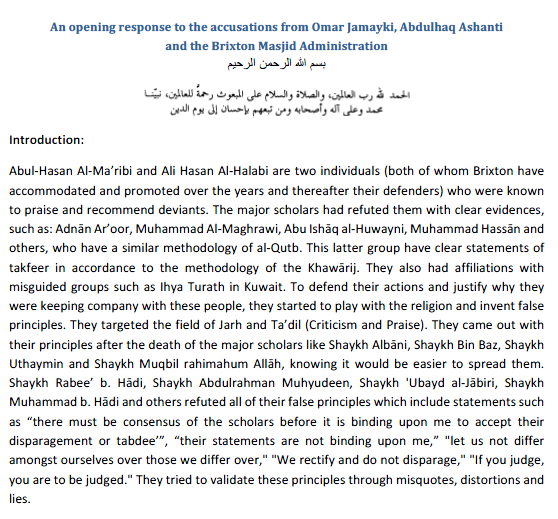 An opening response to the accusations from Omar Jamayki, Abdulhaq Ashanti
and the Brixton Masjid Administration
بسم الله الرحمن الرحيم
الحمد لله رب العالمين، والصلاة والسلام على المبعوث رحمةً للعالمين، نبيّنا
محمد وعلى آله وأصحابه ومن تبعهم بإحسان إلى يوم الدين
Introduction:
Abul-Hasan Al-Ma’ribi and Ali Hasan Al-Halabi are two individuals (both of whom Brixton have
accommodated and promoted over the years and thereafter their defenders) who were known
to praise and recommend deviants. The major scholars had refuted them with clear evidences,
such as: Adnān Ar’oor, Muhammad Al-Maghrawi, Abu Ishāq al-Huwayni, Muhammad Hassān and
others, who have a similar methodology of al-Qutb. This latter group have clear statements of
takfeer in accordance to the methodology of the Khawārij. They also had affiliations with
misguided groups such as Ihya Turath in Kuwait. To defend their actions and justify why they
were keeping company with these people, they started to play with the religion and invent false
principles. They targeted the field of Jarh and Ta’dil (Criticism and Praise). They came out with
their principles after the death of the major scholars like Shaykh Albāni, Shaykh Bin Baz, Shaykh
Uthaymin and Shaykh Muqbil rahimahum Allāh, knowing it would be easier to spread them.
Shaykh Rabee’ b. Hādi, Shaykh Abdulrahman Muhyudeen, Shaykh 'Ubayd al-Jābiri, Shaykh
Muhammad b. Hādi and others refuted all of their false principles which include statements such
as “there must be consensus of the scholars before it is binding upon me to accept their
disparagement or tabdee’”, “their statements are not binding upon me,” "let us not differ
amongst ourselves over those we differ over," "We rectify and do not disparage," "If you judge,
you are to be judged." They tried to validate these principles through misquotes, distortions and
lies.